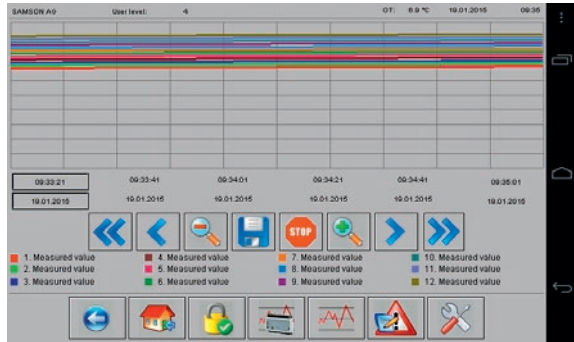 SAMSON AG User level: 4 OT: 6.9 °C 19.01.2015 09:35
09:33:21 09:33:41 09:34:01 09:34:21 09:34:41 09:35:01
19.01.2015 19.01.2015 19.01.2015 19.01.2015 19.01.2015 19.01.2015
STOP
1. Measured value 4. Measured value 7. Measured value 10. Measured value
2. Measured value 5. Measured value 8. Measured value 11. Measured value
3. Measured value 6. Measured value 9. Measured value 12. Measured value